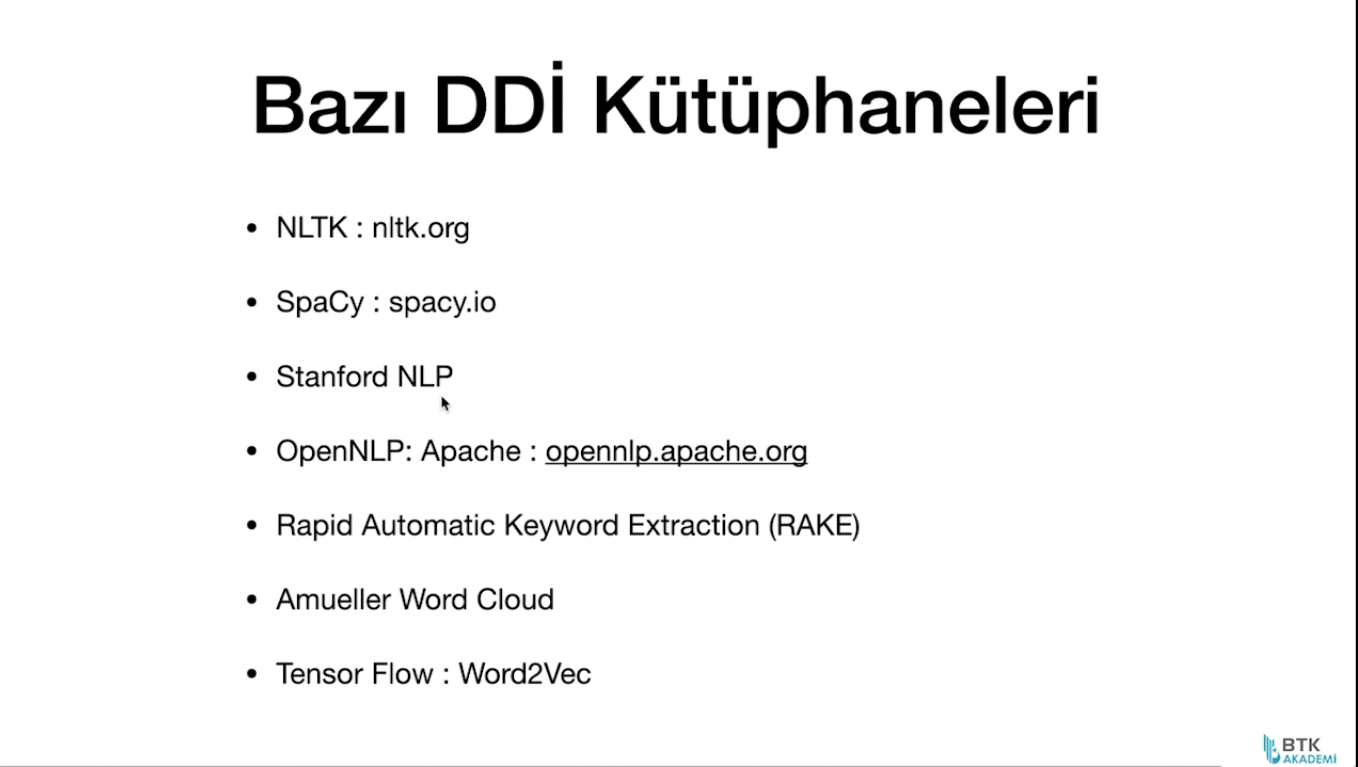 Bazı DDİ Kütüphaneleri
• NLTK : nltk.org
• SpaCy : spacy.io
• Stanford NLP
• OpenNLP: Apache : opennlp.apache.org
• Rapid Automatic Keyword Extraction (RAKE)
• Amueller Word Cloud
• Tensor Flow : Word2Vec
BTK
AKADEMİ